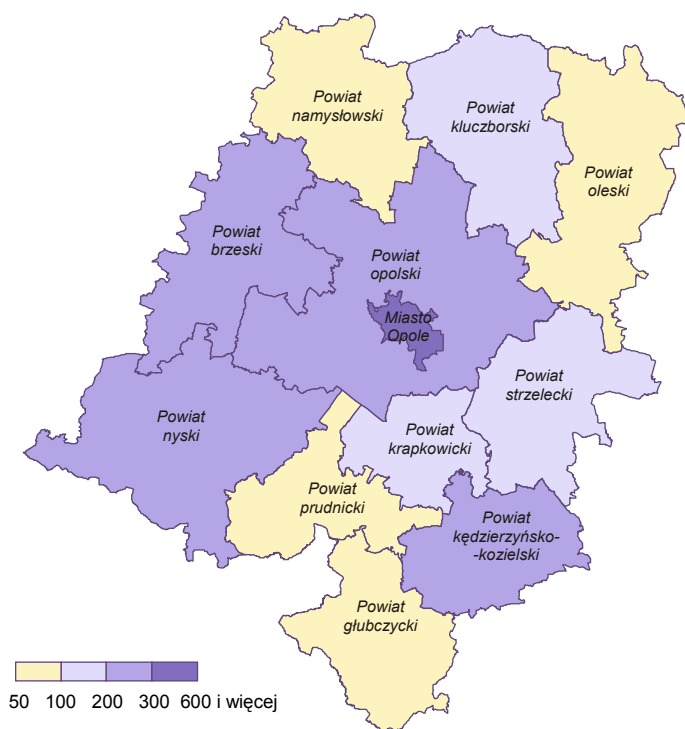 Powiat
namysłowski
Powiat
kluczborski
Powiat
oleski
Powiat
brzeski
Powiat
opolski
Miasto
Opole
Powiat
strzelecki
Powiat
nyski
Powiat
krapkowicki
Powiat
prudnicki
Powiat
kędzierzyńsko-
-kozielski
Powiat
głubczycki
50 100 200 300 600 i więcej